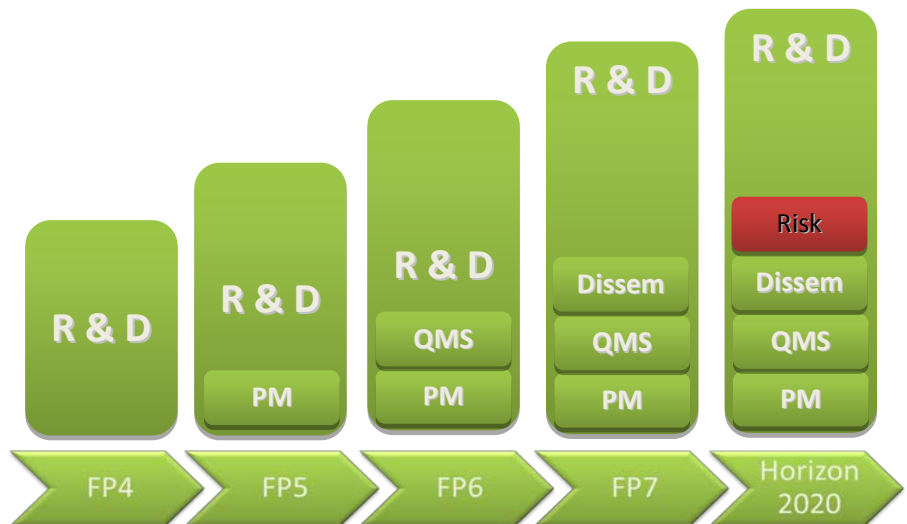 R & D
FP4
R & D
PM
FP5
R & D
QMS
PM
FP6
R & D
Dissem
QMS
PM
FP7
R & D
Risk
Dissem
QMS
PM
Horizon
2020